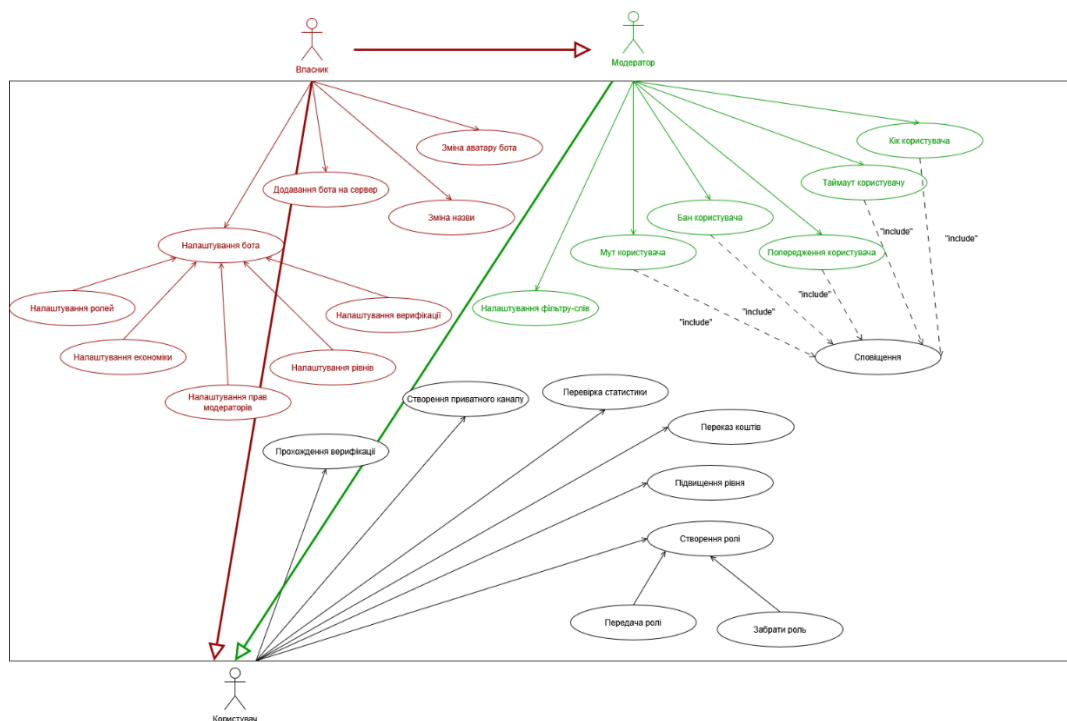 Власник
Модератор
Зміна аватару бота
Кік користувача
Додавання бота на сервер
Таймаут користувачу
Зміна назви
Бан користувача
Налаштування бота
Мут користувача
Попередження користувача
"include"
"include"
Налаштування ролей
Налаштування верифікації
Налаштування фільтру-слів
"include"
"include"
"include"
Налаштування економіки
Налаштування рівнів
Сповіщення
Налаштування прав
модераторів
Створення приватного каналу
Перевірка статистики
Переказ коштів
Прохождення верифікації
Підвищення рівня
Створення ролі
Передача ролі
Забрати роль
Користувач